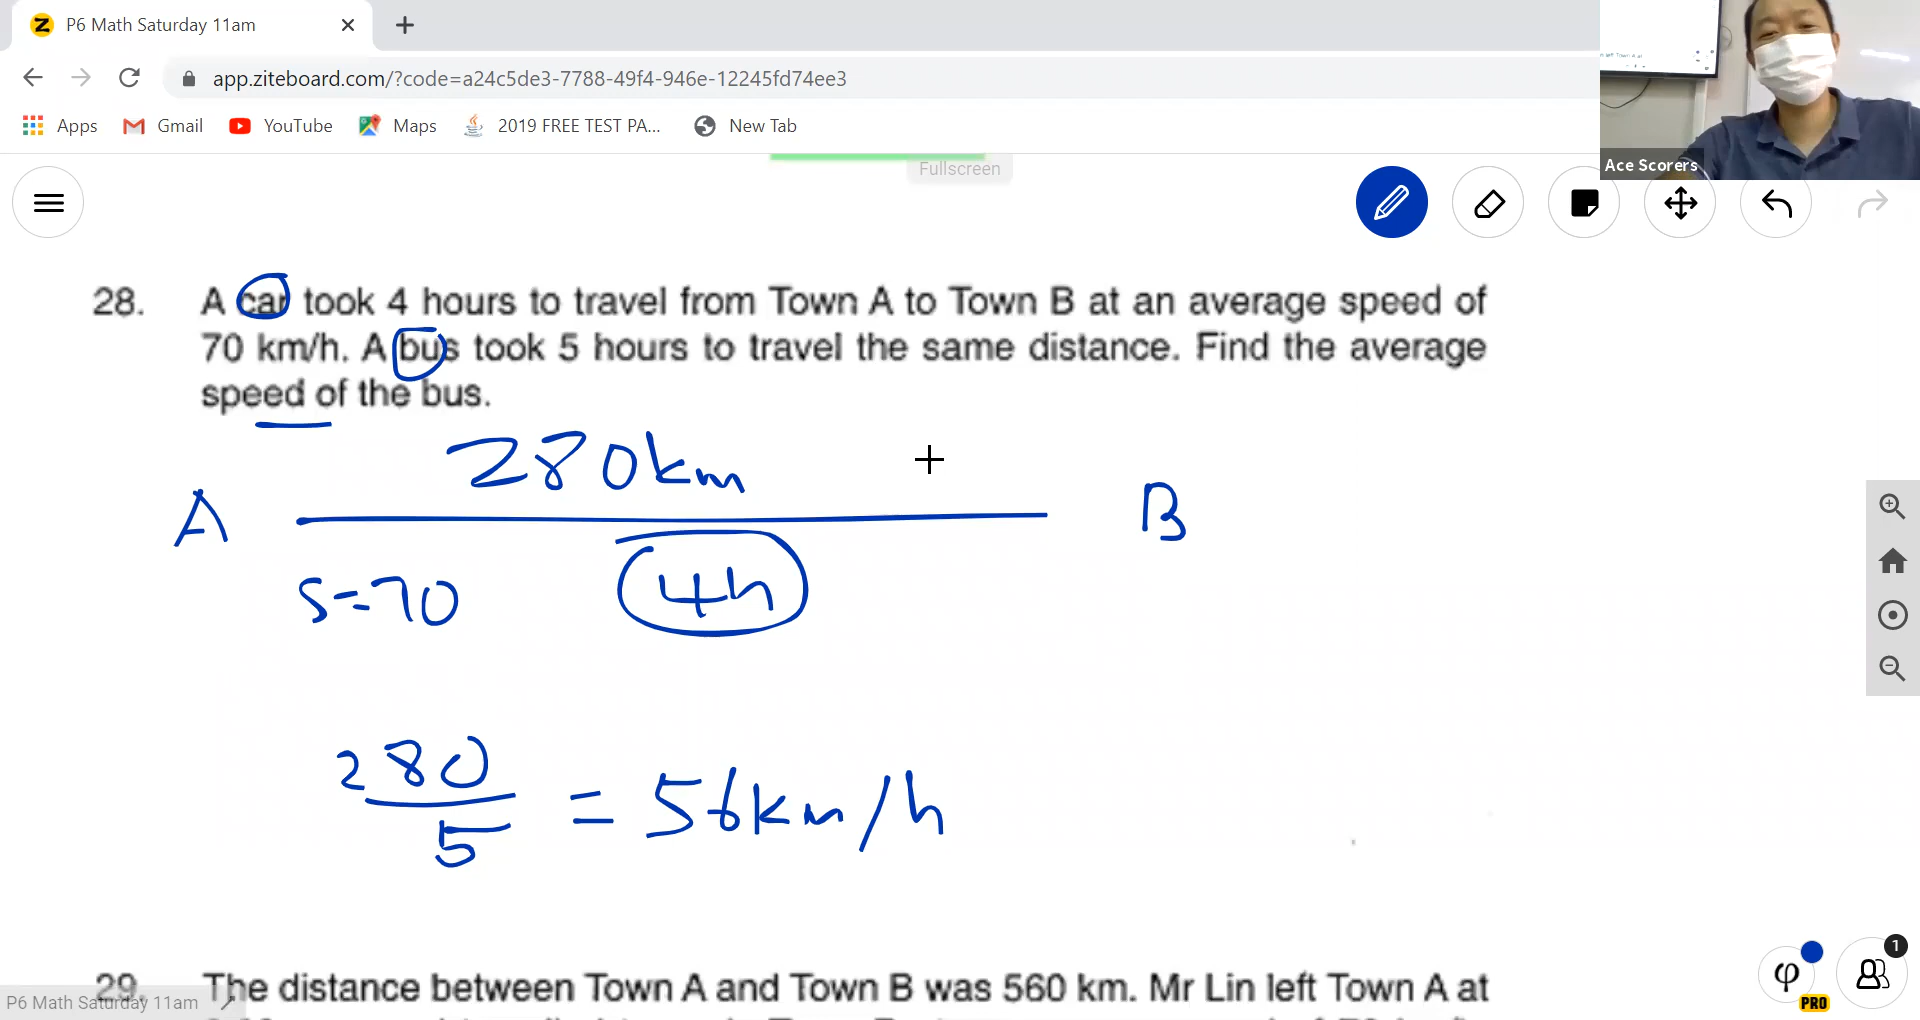 P6 Math Saturday 11am
app.ziteboard.com/?code=a24c5de3-7788-49f4-946e-12245fd74ee3
Apps Gmail YouTube Maps 2019 FREE TEST PA... New Tab
Ace Scorers
Fullscreen
28. A car took 4 hours to travel from Town A to Town B at an average speed of
70 km/h. A bus took 5 hours to travel the same distance. Find the average
speed of the bus.
280km
A B
S=70 4h
280
5
= 56km/h
1
29. The distance between Town A and Town B was 560 km. Mr Lin left Town A at
P6 Math Saturday 11am
PRO